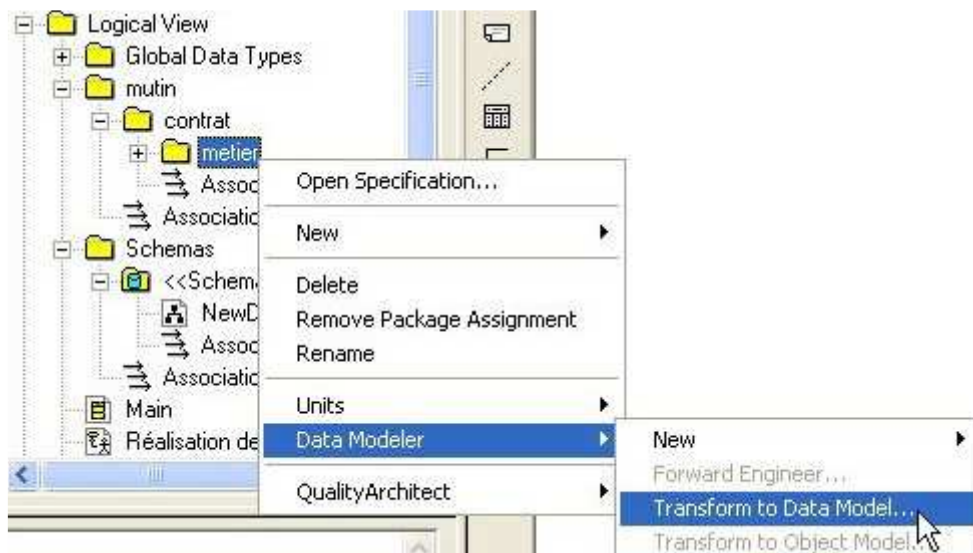 Logical View
Global Data Types
mutin
contrat
metier
Assoc
Associatio
Schemas
<<Schem
NewD
Assoc
Associatio
Main
Réalisation de
Open Specification...
New
Delete
Remove Package Assignment
Rename
Units
Data Modeler
QualityArchitect
New
Forward Engineer...
Transform to Data Model...
Transform to Object Model...